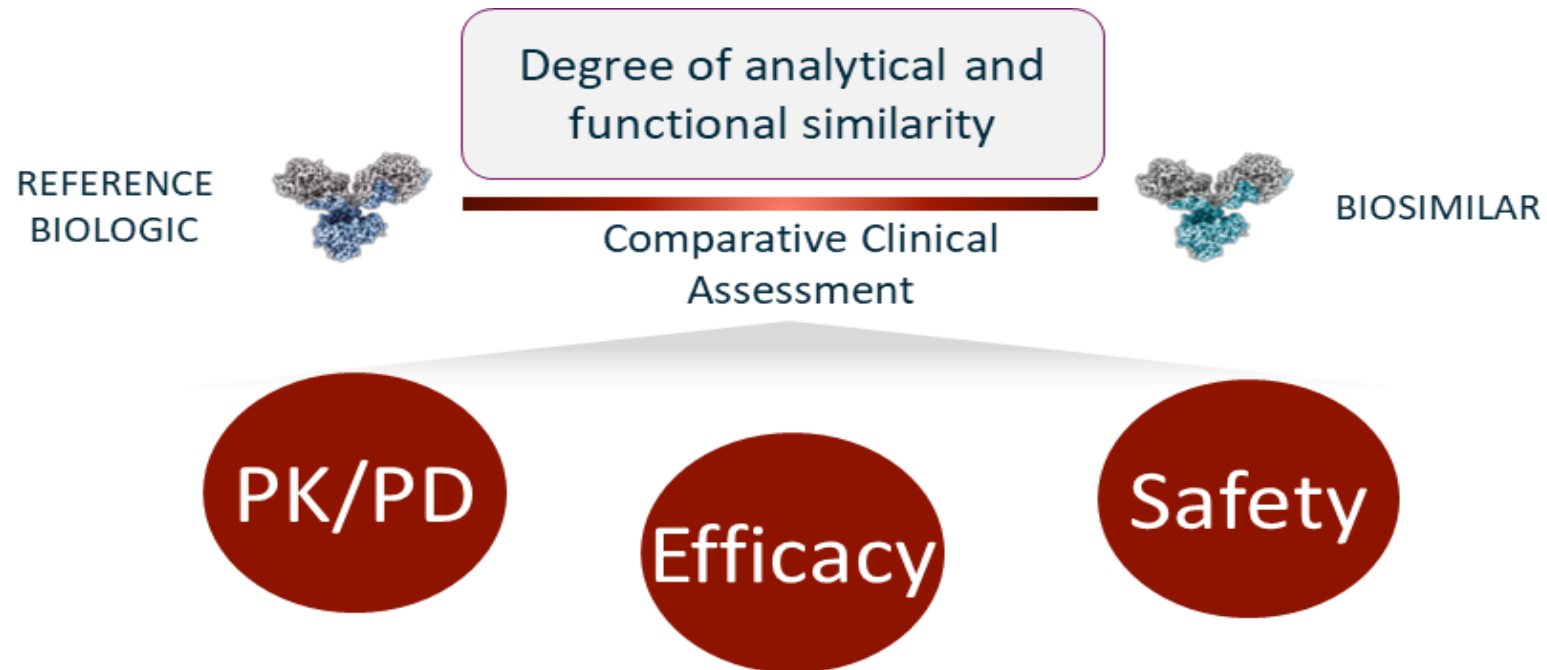 Degree of analytical and
functional similarity
REFERENCE
BIOLOGIC
BIOSIMILAR
Comparative Clinical
Assessment
PK/PD
Efficacy
Safety